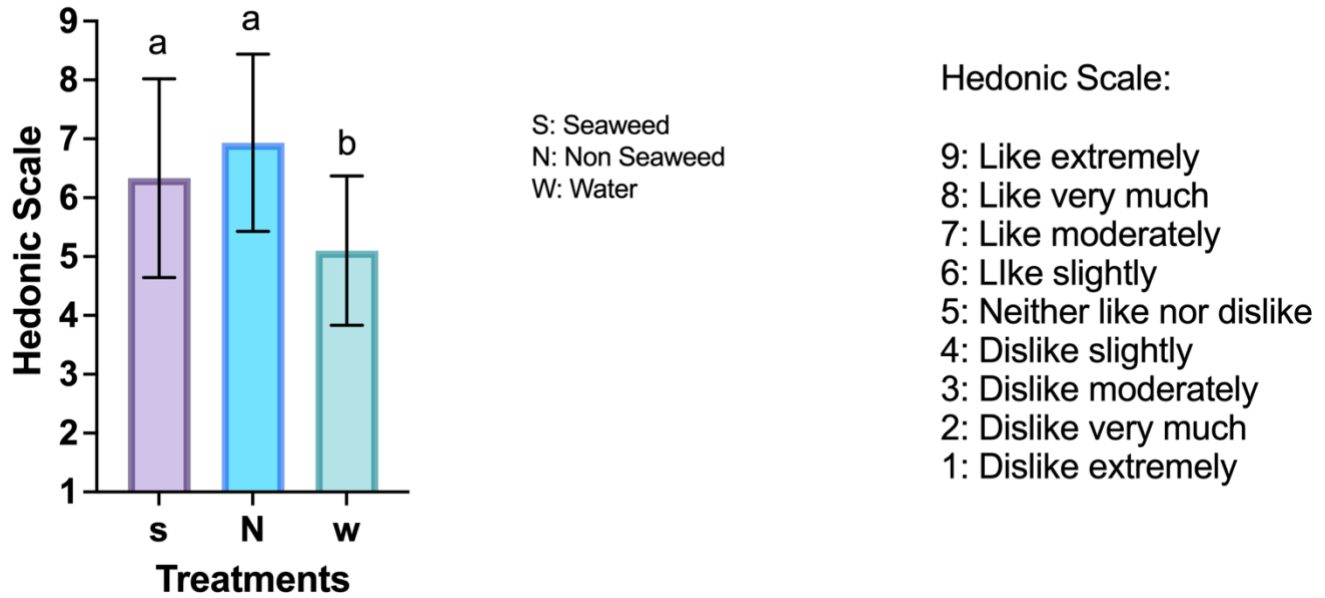 9
8
7
6
5
4
3
2
1
Hedonic Scale
a
a
b
s
N
w
Treatments
S: Seaweed
N: Non Seaweed
W: Water
Hedonic Scale:
9: Like extremely
8: Like very much
7: Like moderately
6: LIke slightly
5: Neither like nor dislike
4: Dislike slightly
3: Dislike moderately
2: Dislike very much
1: Dislike extremely